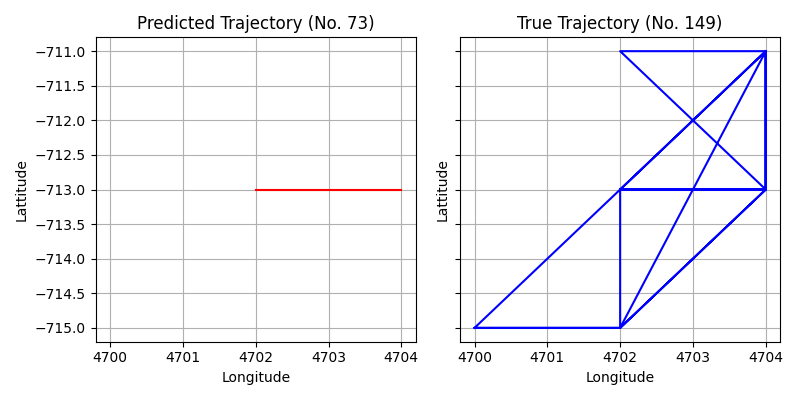 Predicted Trajectory (No. 73)
True Trajectory (No. 149)
−711.0
−711.5
−712.0
−712.5
−713.0
−713.5
−714.0
−714.5
−715.0
Lattitude
Lattitude
4700 4701 4702 4703 4704
4700 4701 4702 4703 4704
Longitude
Longitude